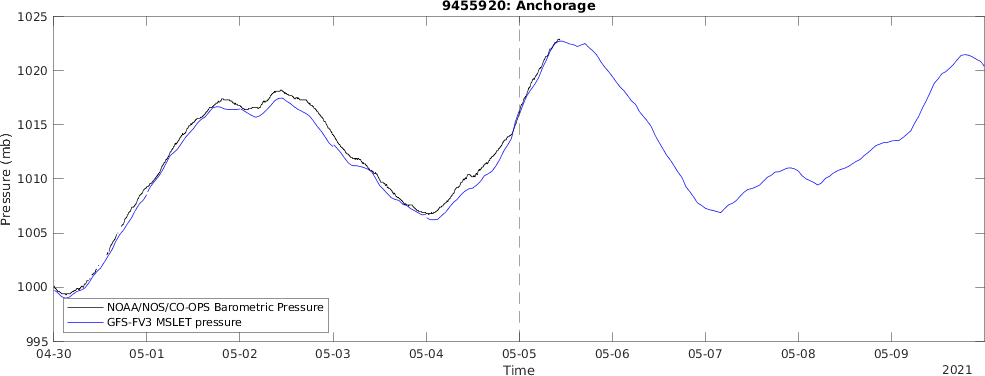 9455920: Anchorage
Pressure (mb)
1025
1020
1015
1010
1005
1000
995
NOAA/NOS/CO-OPS Barometric Pressure
GFS-FV3 MSLET pressure
04-30 05-01 05-02 05-03 05-04 05-05 05-06 05-07 05-08 05-09
Time
2021